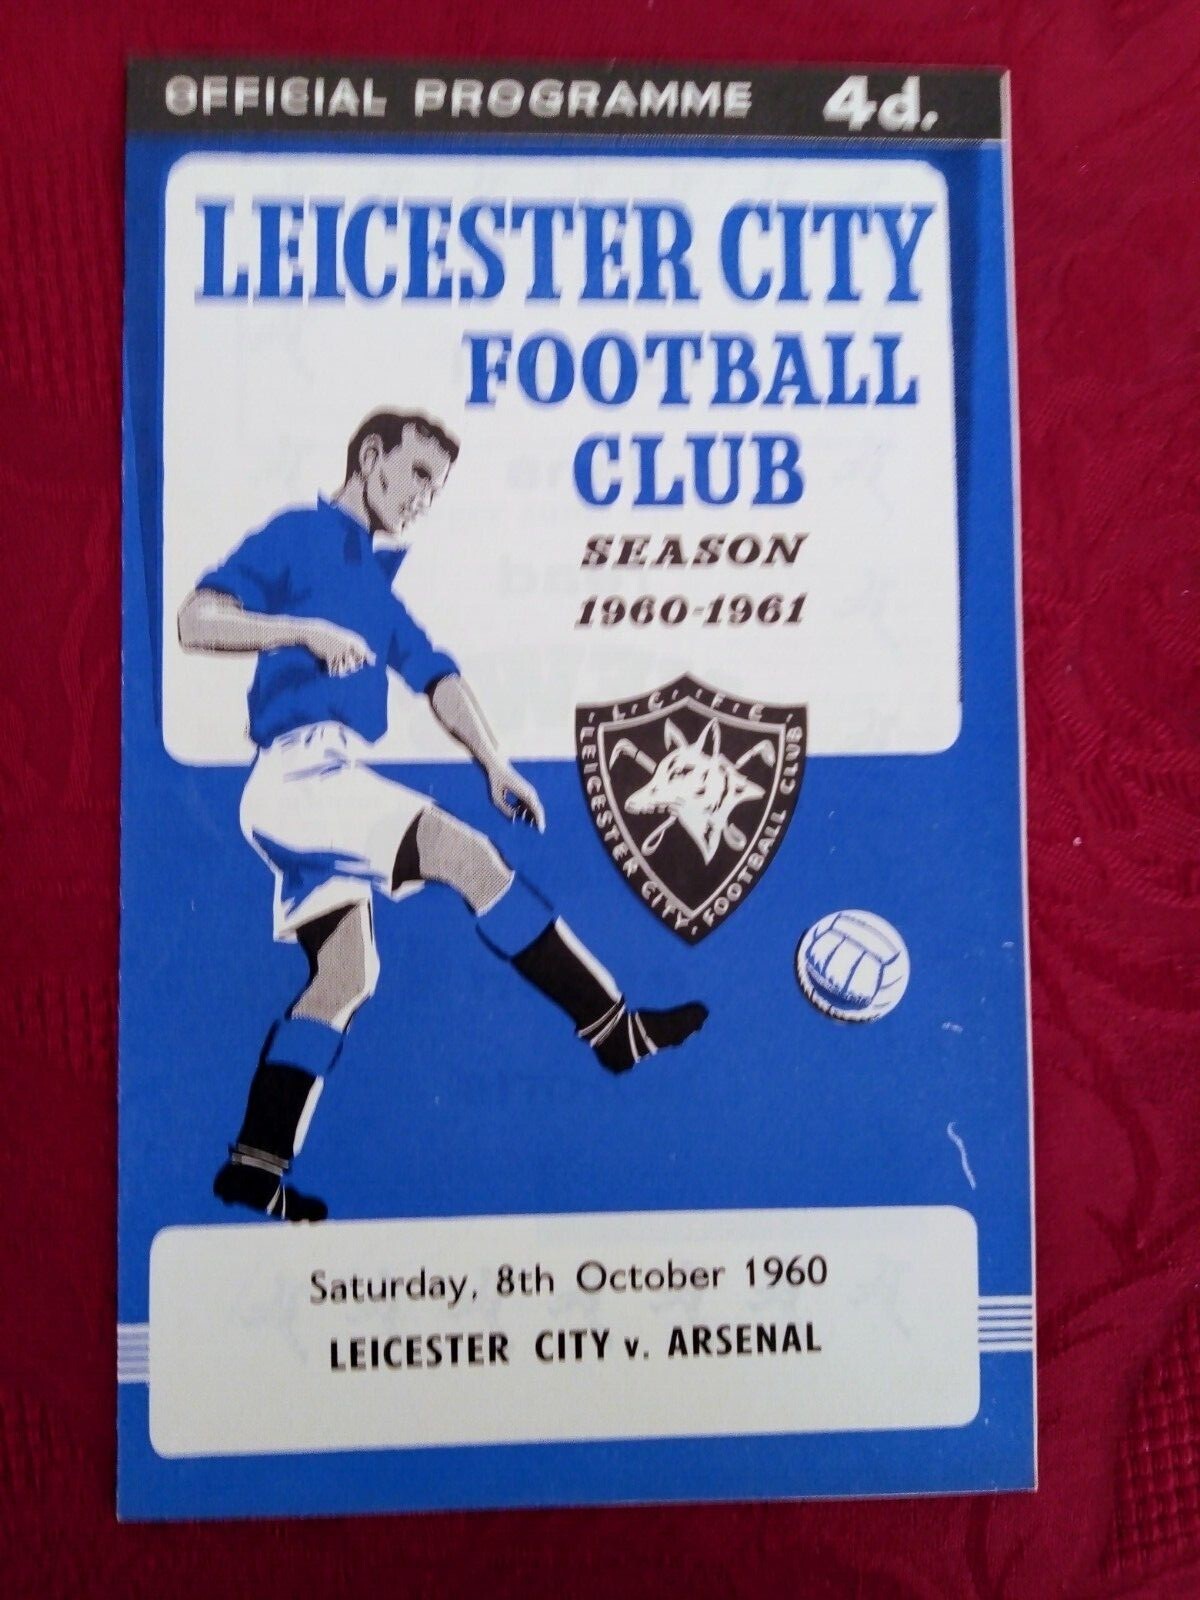 OFFICIAL PROGRAMME 4d.
LEICESTER CITY
FOOTBALL
CLUB
SEASON
1960-1961
L.C.F.C.
LEICESTER CITY, FOOTBALL CLUB
Saturday, 8th October 1960
LEICESTER CITY v. ARSENAL